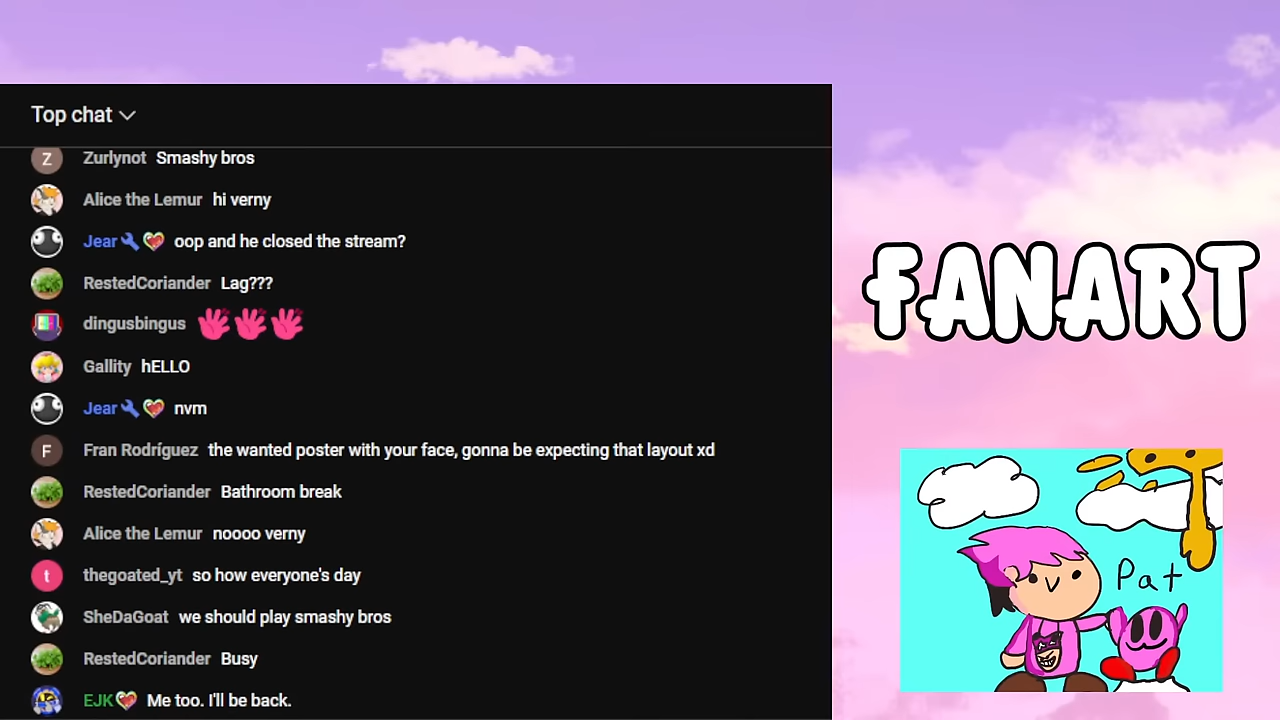 Top chat
Z Zurlynot Smashy bros
Alice the Lemur hi verny
Jear oop and he closed the stream?
RestedCoriander Lag???
dingusbingus
Gallity hELLO
Jear nvm
F Fran Rodríguez the wanted poster with your face, gonna be expecting that layout xd
RestedCoriander Bathroom break
Alice the Lemur noooo verny
t thegoated_yt so how everyone's day
SheDaGoat we should play smashy bros
RestedCoriander Busy
EJK Me too. I'll be back.
FANART
Pat